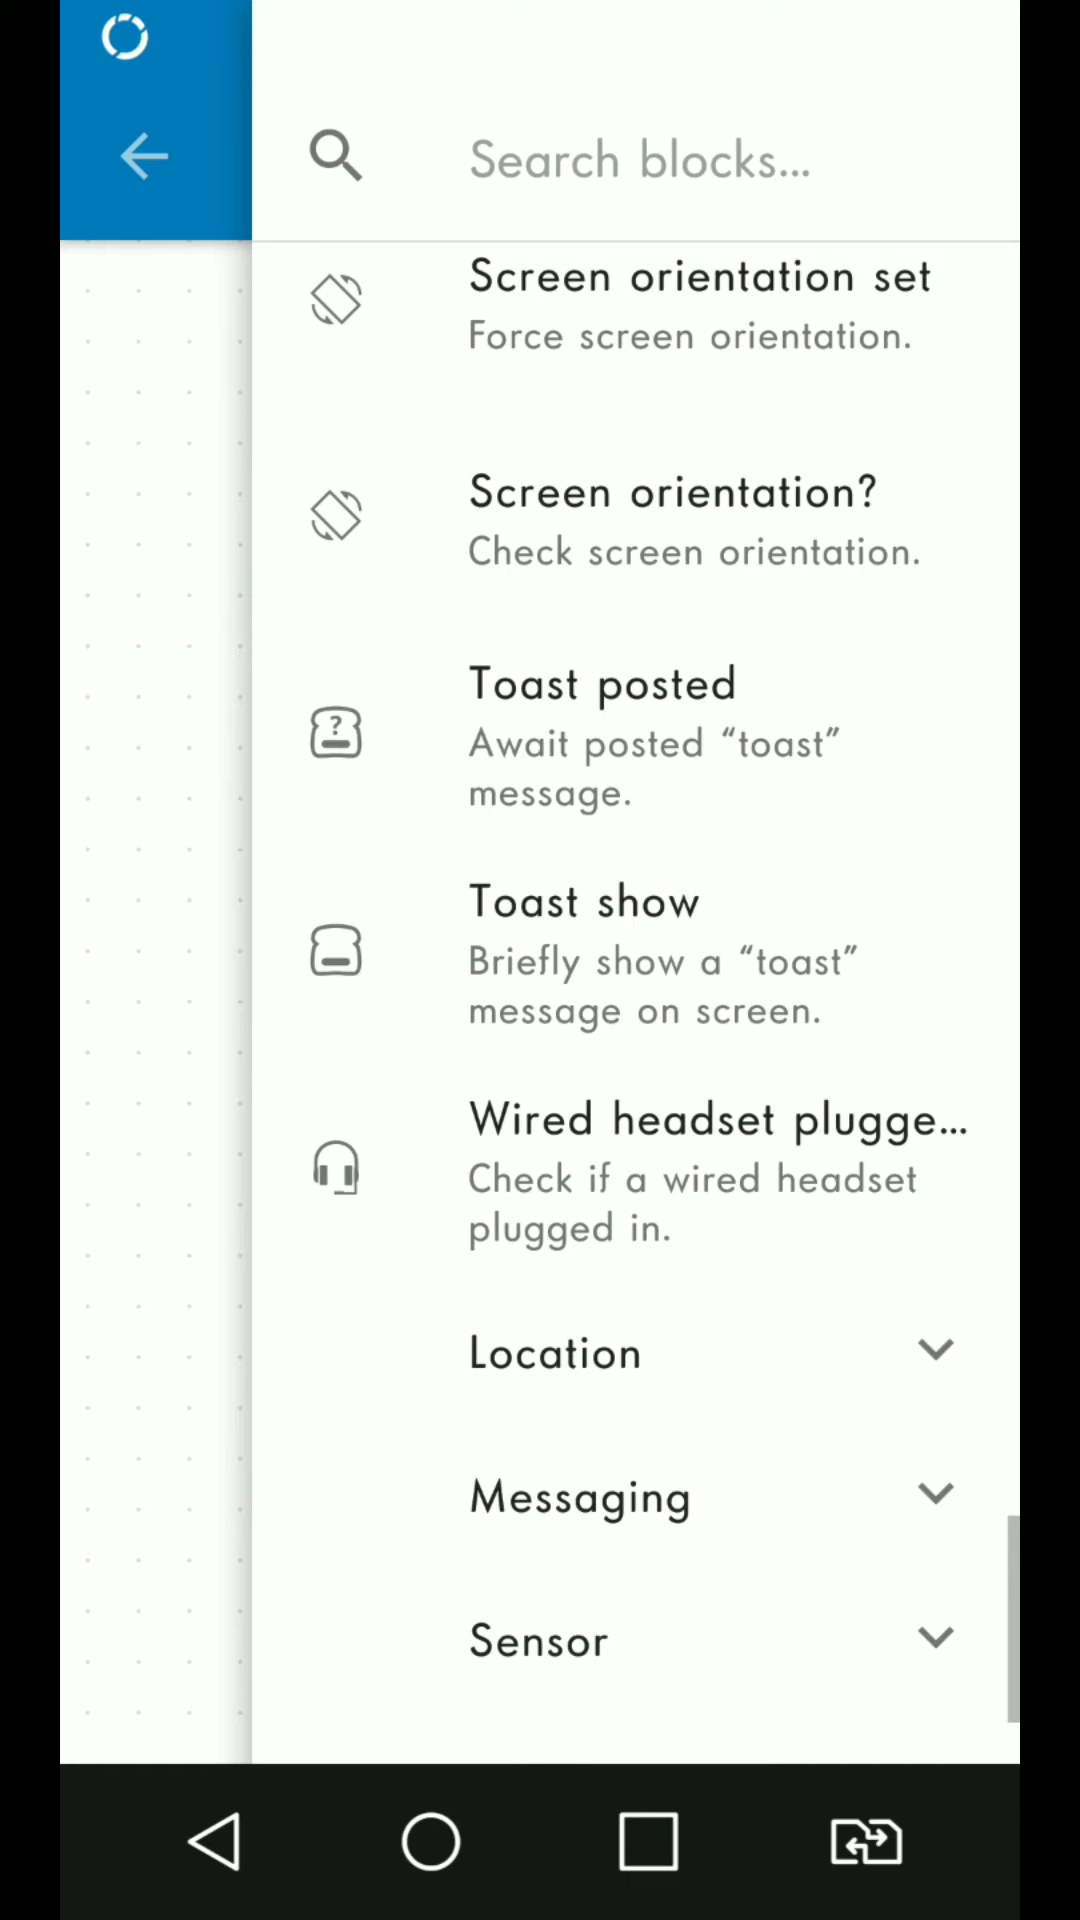 Search blocks...
Screen orientation set
Force screen orientation.
Screen orientation?
Check screen orientation.
?
Toast posted
Await posted “toast”
message.
Toast show
Briefly show a “toast”
message on screen.
Wired headset plugge...
Check if a wired headset
plugged in.
Location
Messaging
Sensor